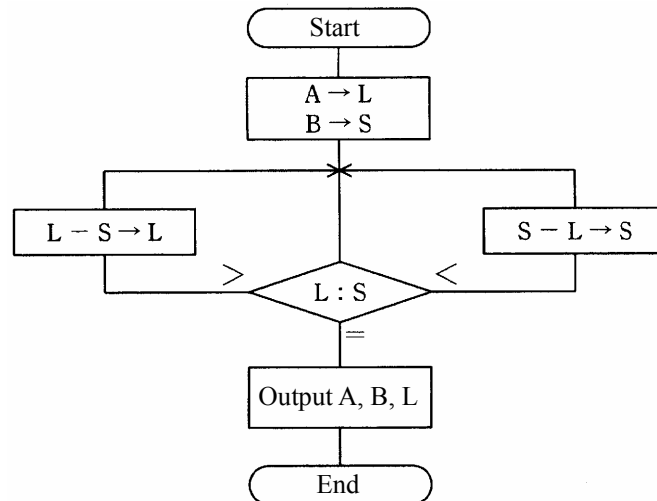 Start
A → L
B → S
L − S → L
S − L → S
>
<
L : S
=
Output A, B, L
End